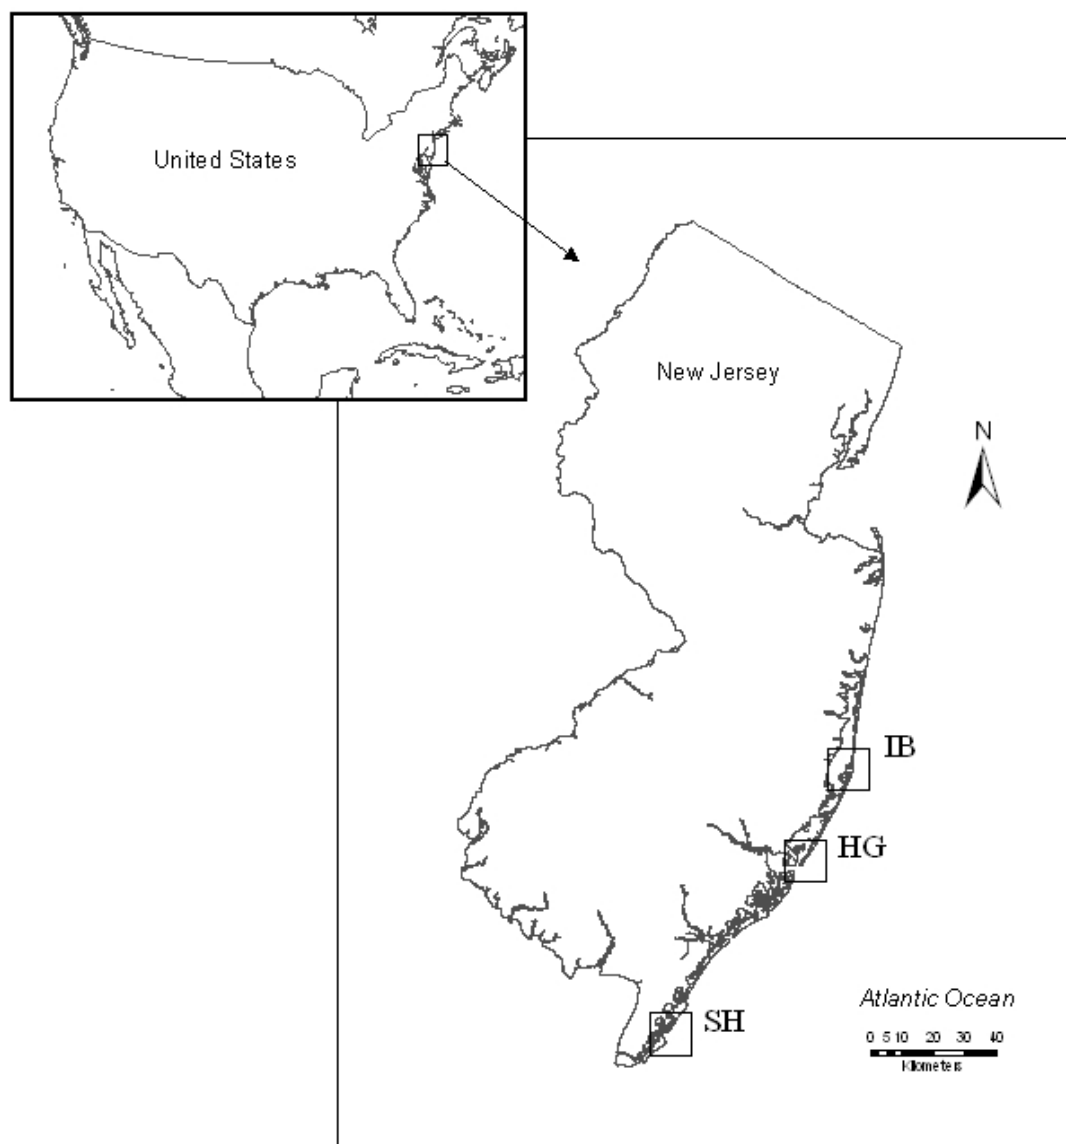 United States
New Jersey
N
IB
HG
SH
Atlantic Ocean
0 5 10 20 30 40
Kilometers